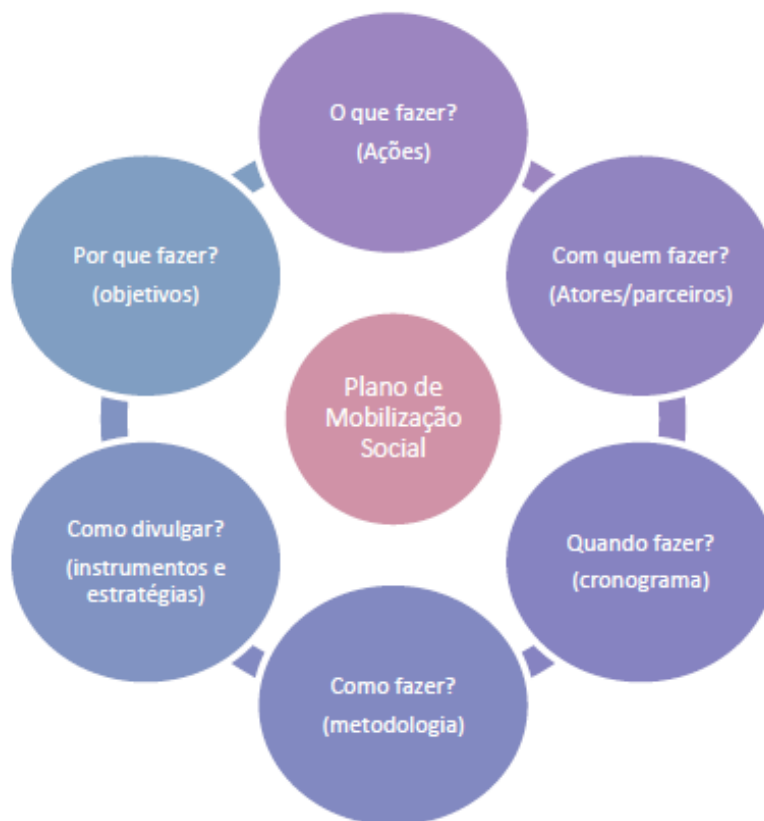 O que fazer?
(Ações)
Com quem fazer?
(Atores/parceiros)
Quando fazer?
(cronograma)
Como fazer?
(metodologia)
Como divulgar?
(instrumentos e
estratégias)
Por que fazer?
(objetivos)
Plano de
Mobilização
Social